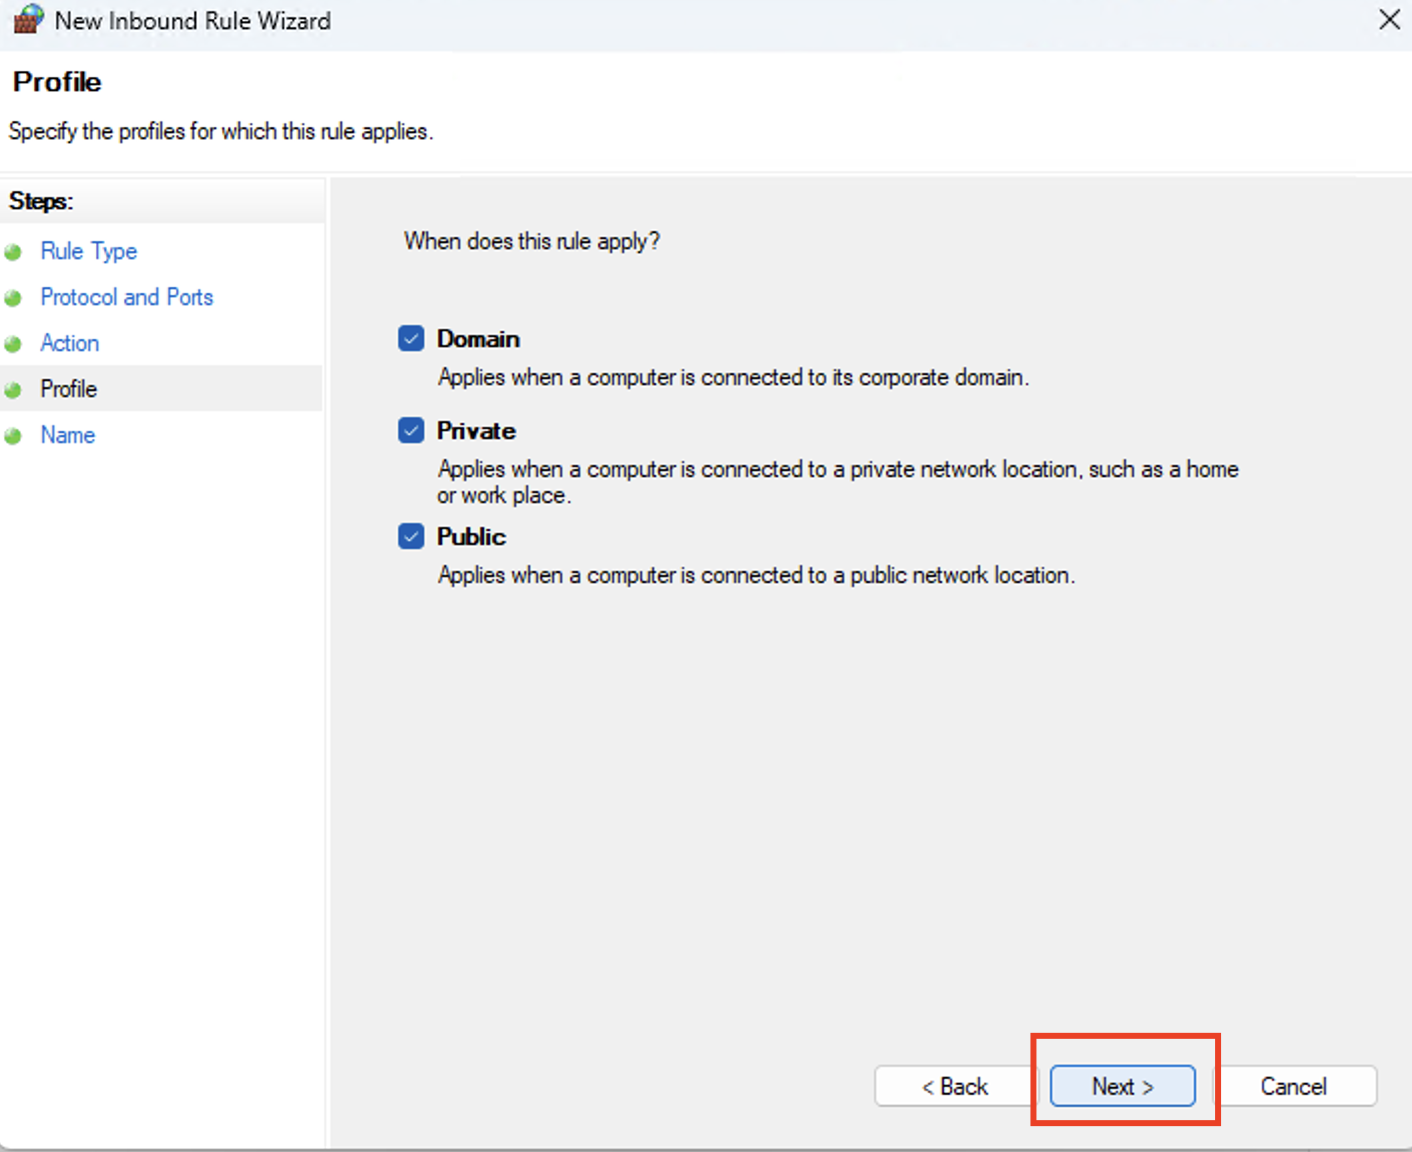 New Inbound Rule Wizard
Profile
Specify the profiles for which this rule applies.
Steps:
Rule Type
Protocol and Ports
Action
Profile
Name
When does this rule apply?
Domain
Applies when a computer is connected to its corporate domain.
Private
Applies when a computer is connected to a private network location, such as a home
or work place.
Public
Applies when a computer is connected to a public network location.
< Back
Next >
Cancel